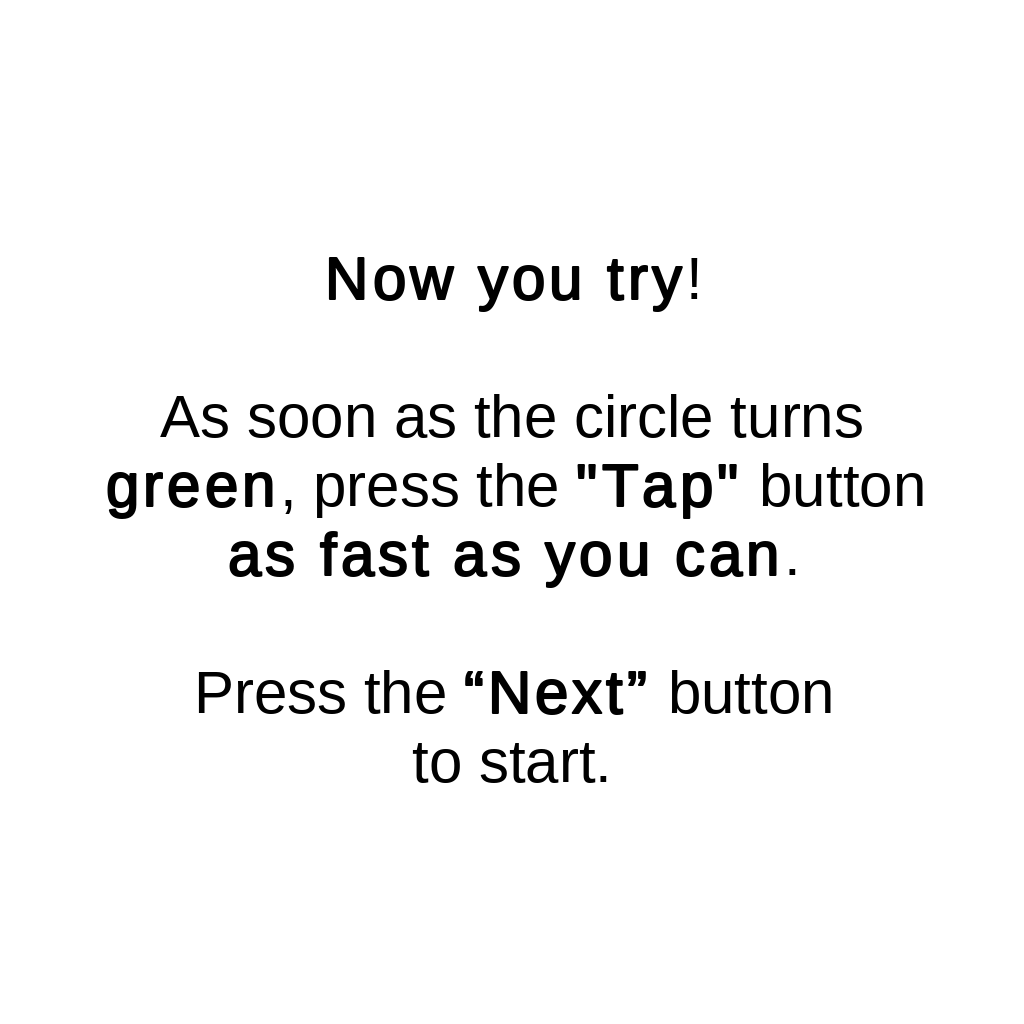 Now you try!
As soon as the circle turns
green, press the "Tap" button
as fast as you can.
Press the “Next” button
to start.